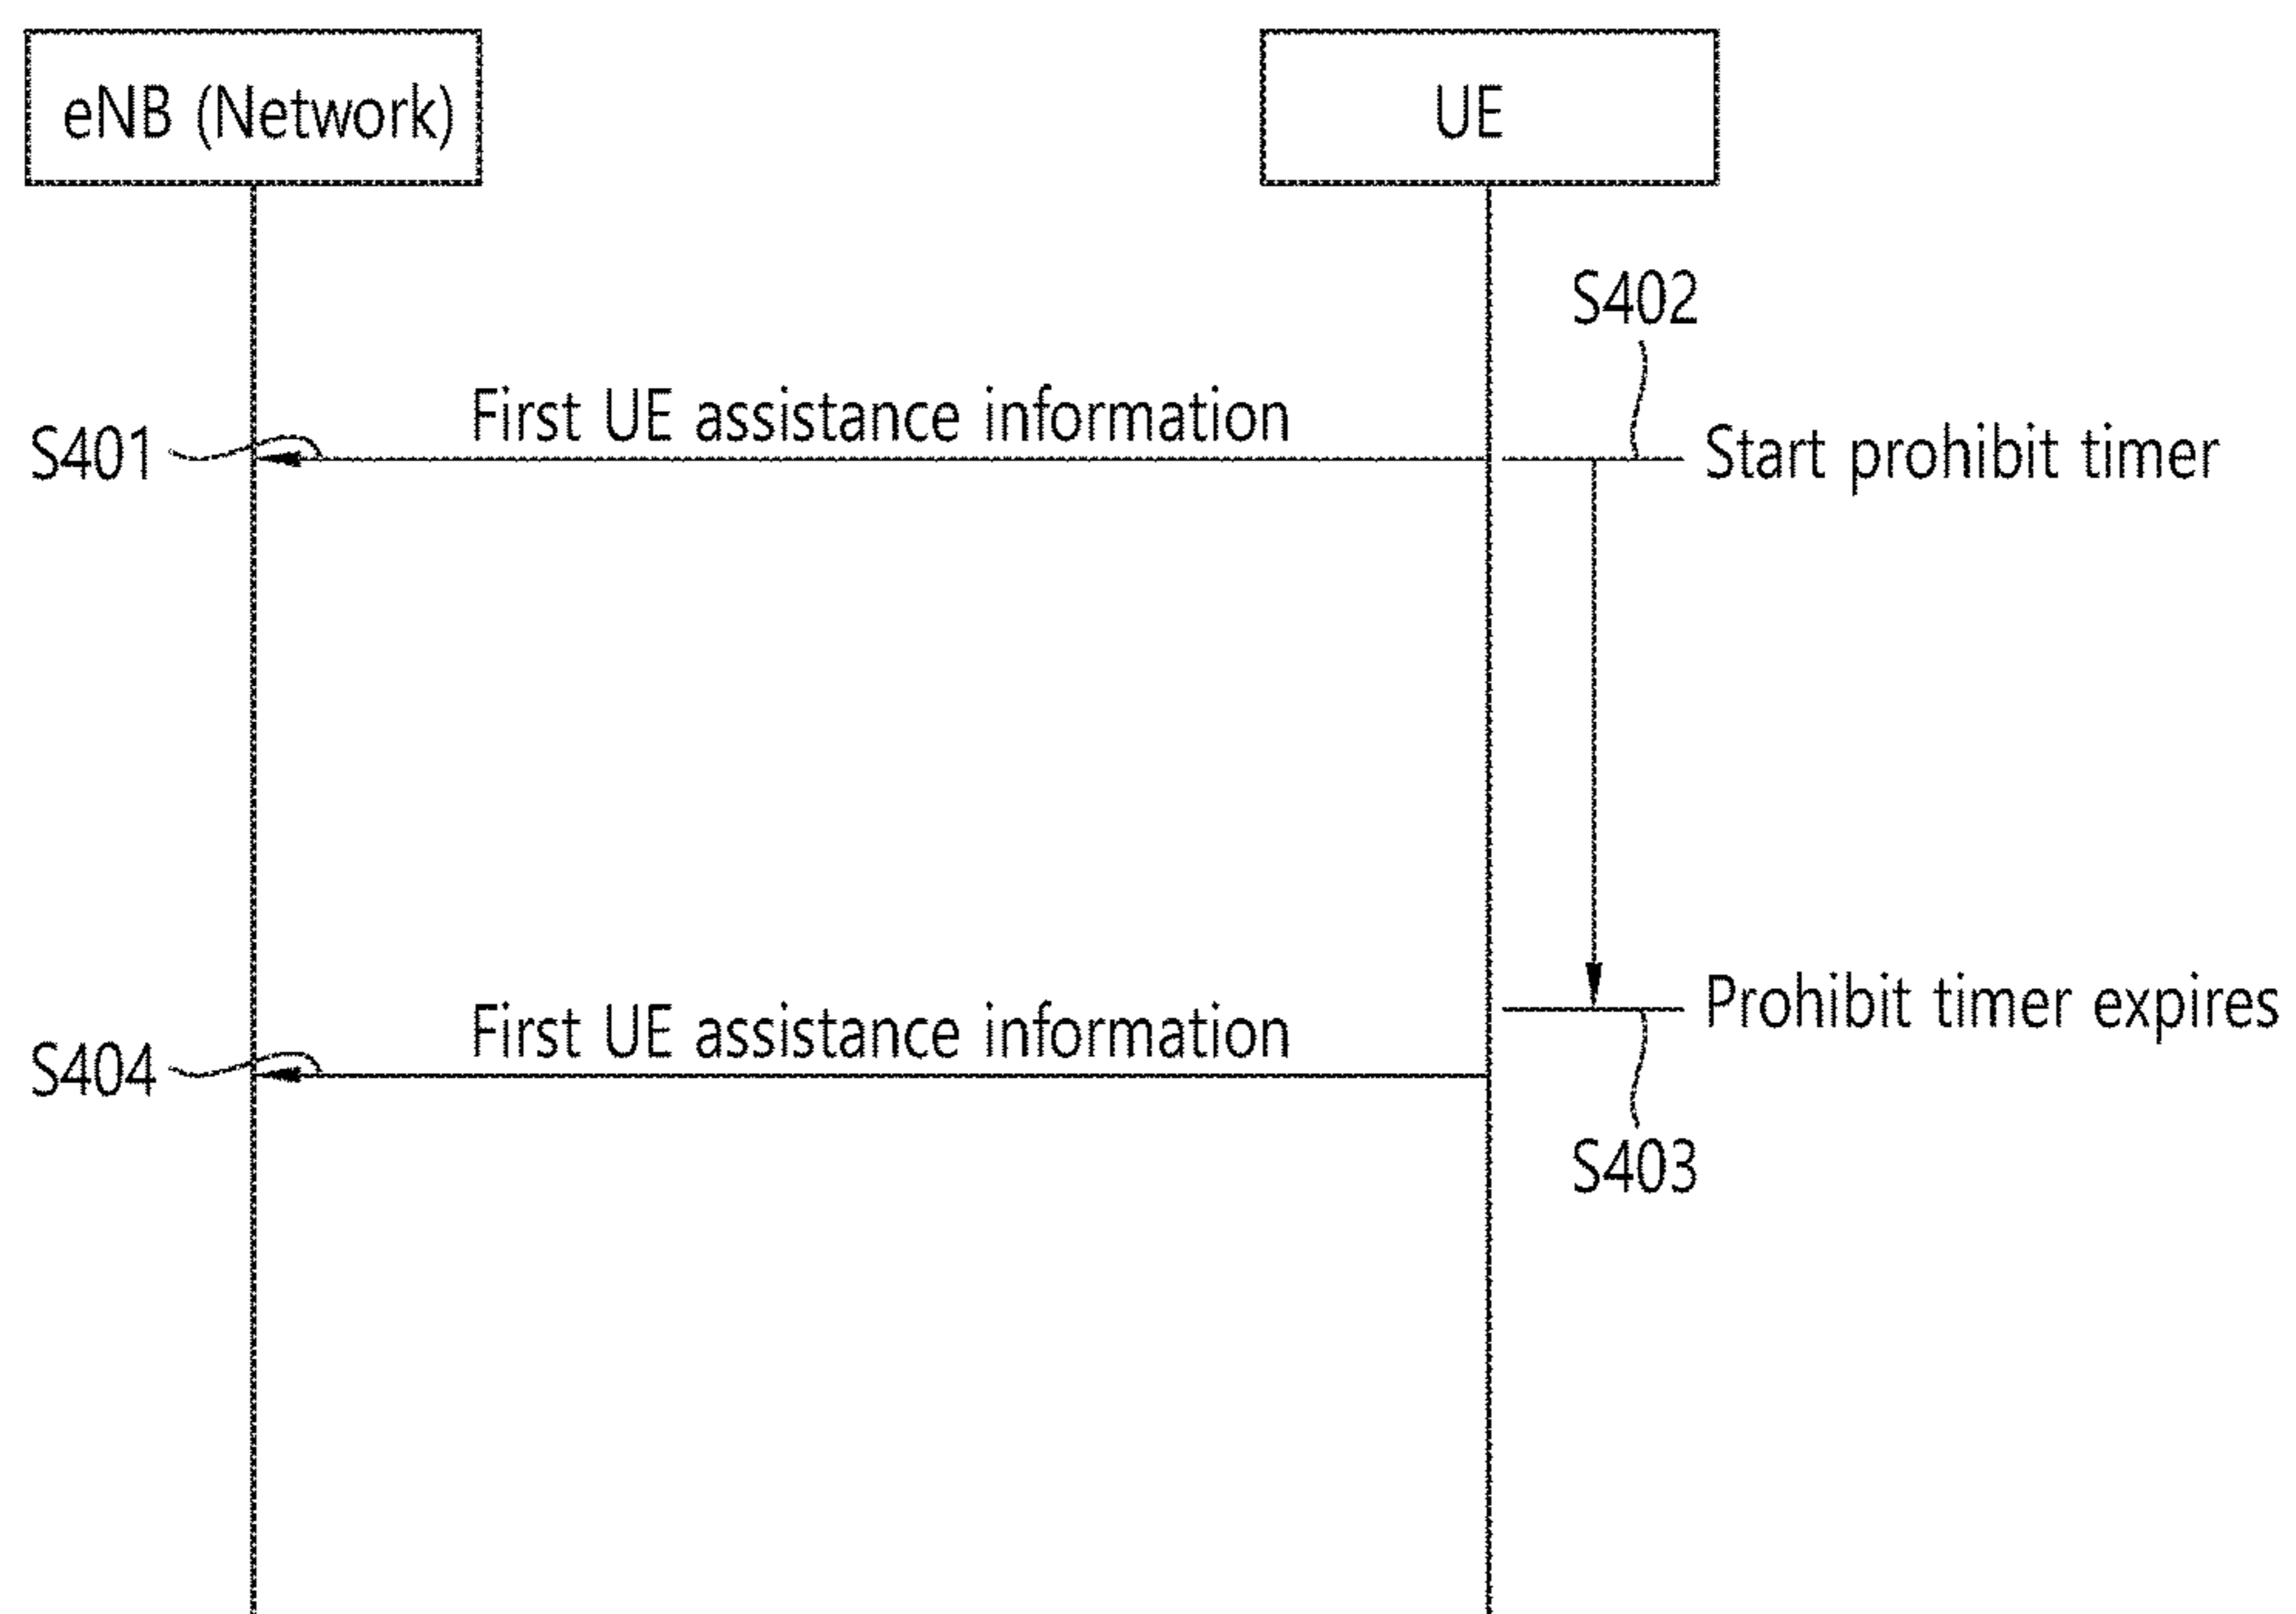 eNB (Network)
UE
S402
First UE assistance information
S401
Start prohibit timer
Prohibit timer expires
First UE assistance information
S404
S403